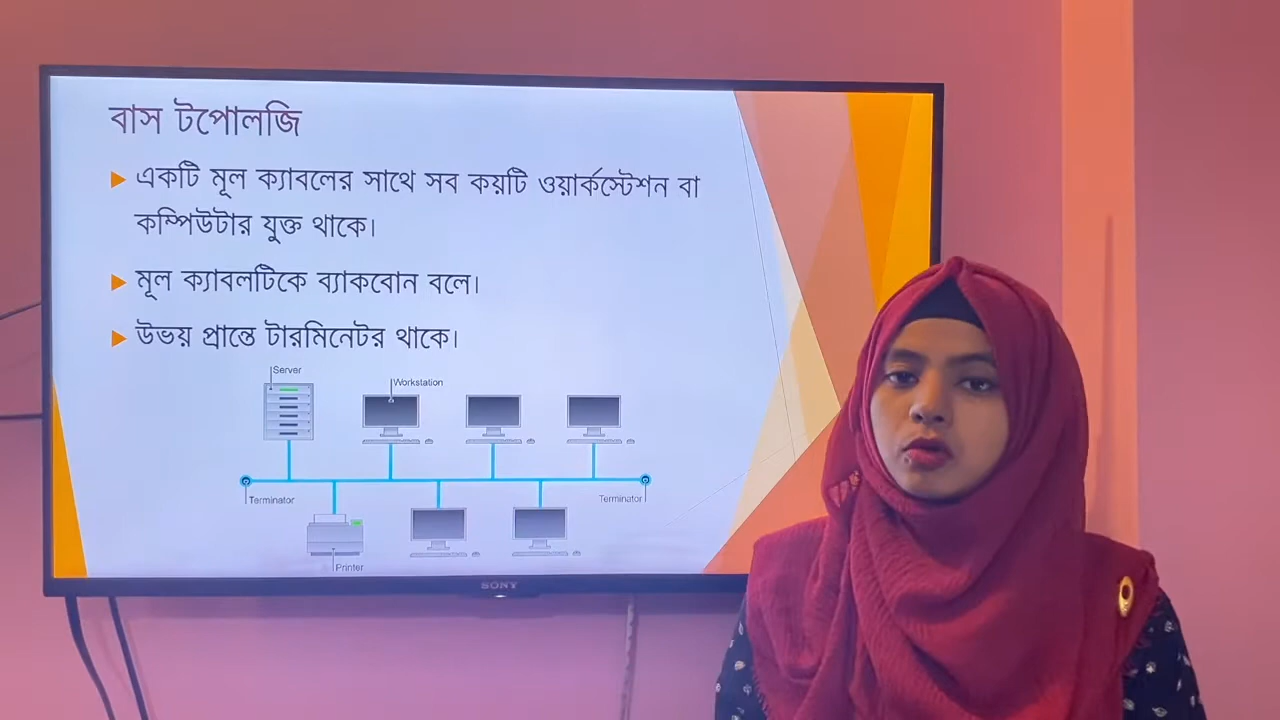 বাস টপোলজি
একটি মূল ক্যাবলের সাথে সব কয়টি ওয়ার্কস্টেশন বা
কম্পিউটার যুক্ত থাকে।
মূল ক্যাবলটিকে ব্যাকবোন বলে।
উভয় প্রান্তে টারমিনেটর থাকে।
Server
Workstation
Terminator
Terminator
Printer
SONY